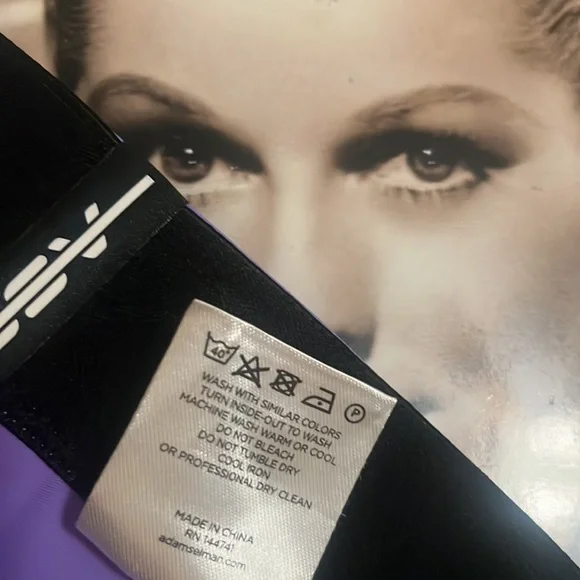 40°
P
WASH WITH SIMILAR COLORS
TURN INSIDE-OUT TO WASH
MACHINE WASH WARM OR COOL
DO NOT BLEACH
DO NOT TUMBLE DRY
COOL IRON
OR PROFESSIONAL DRY CLEAN
MADE IN CHINA
RN 144741
adamselman.com